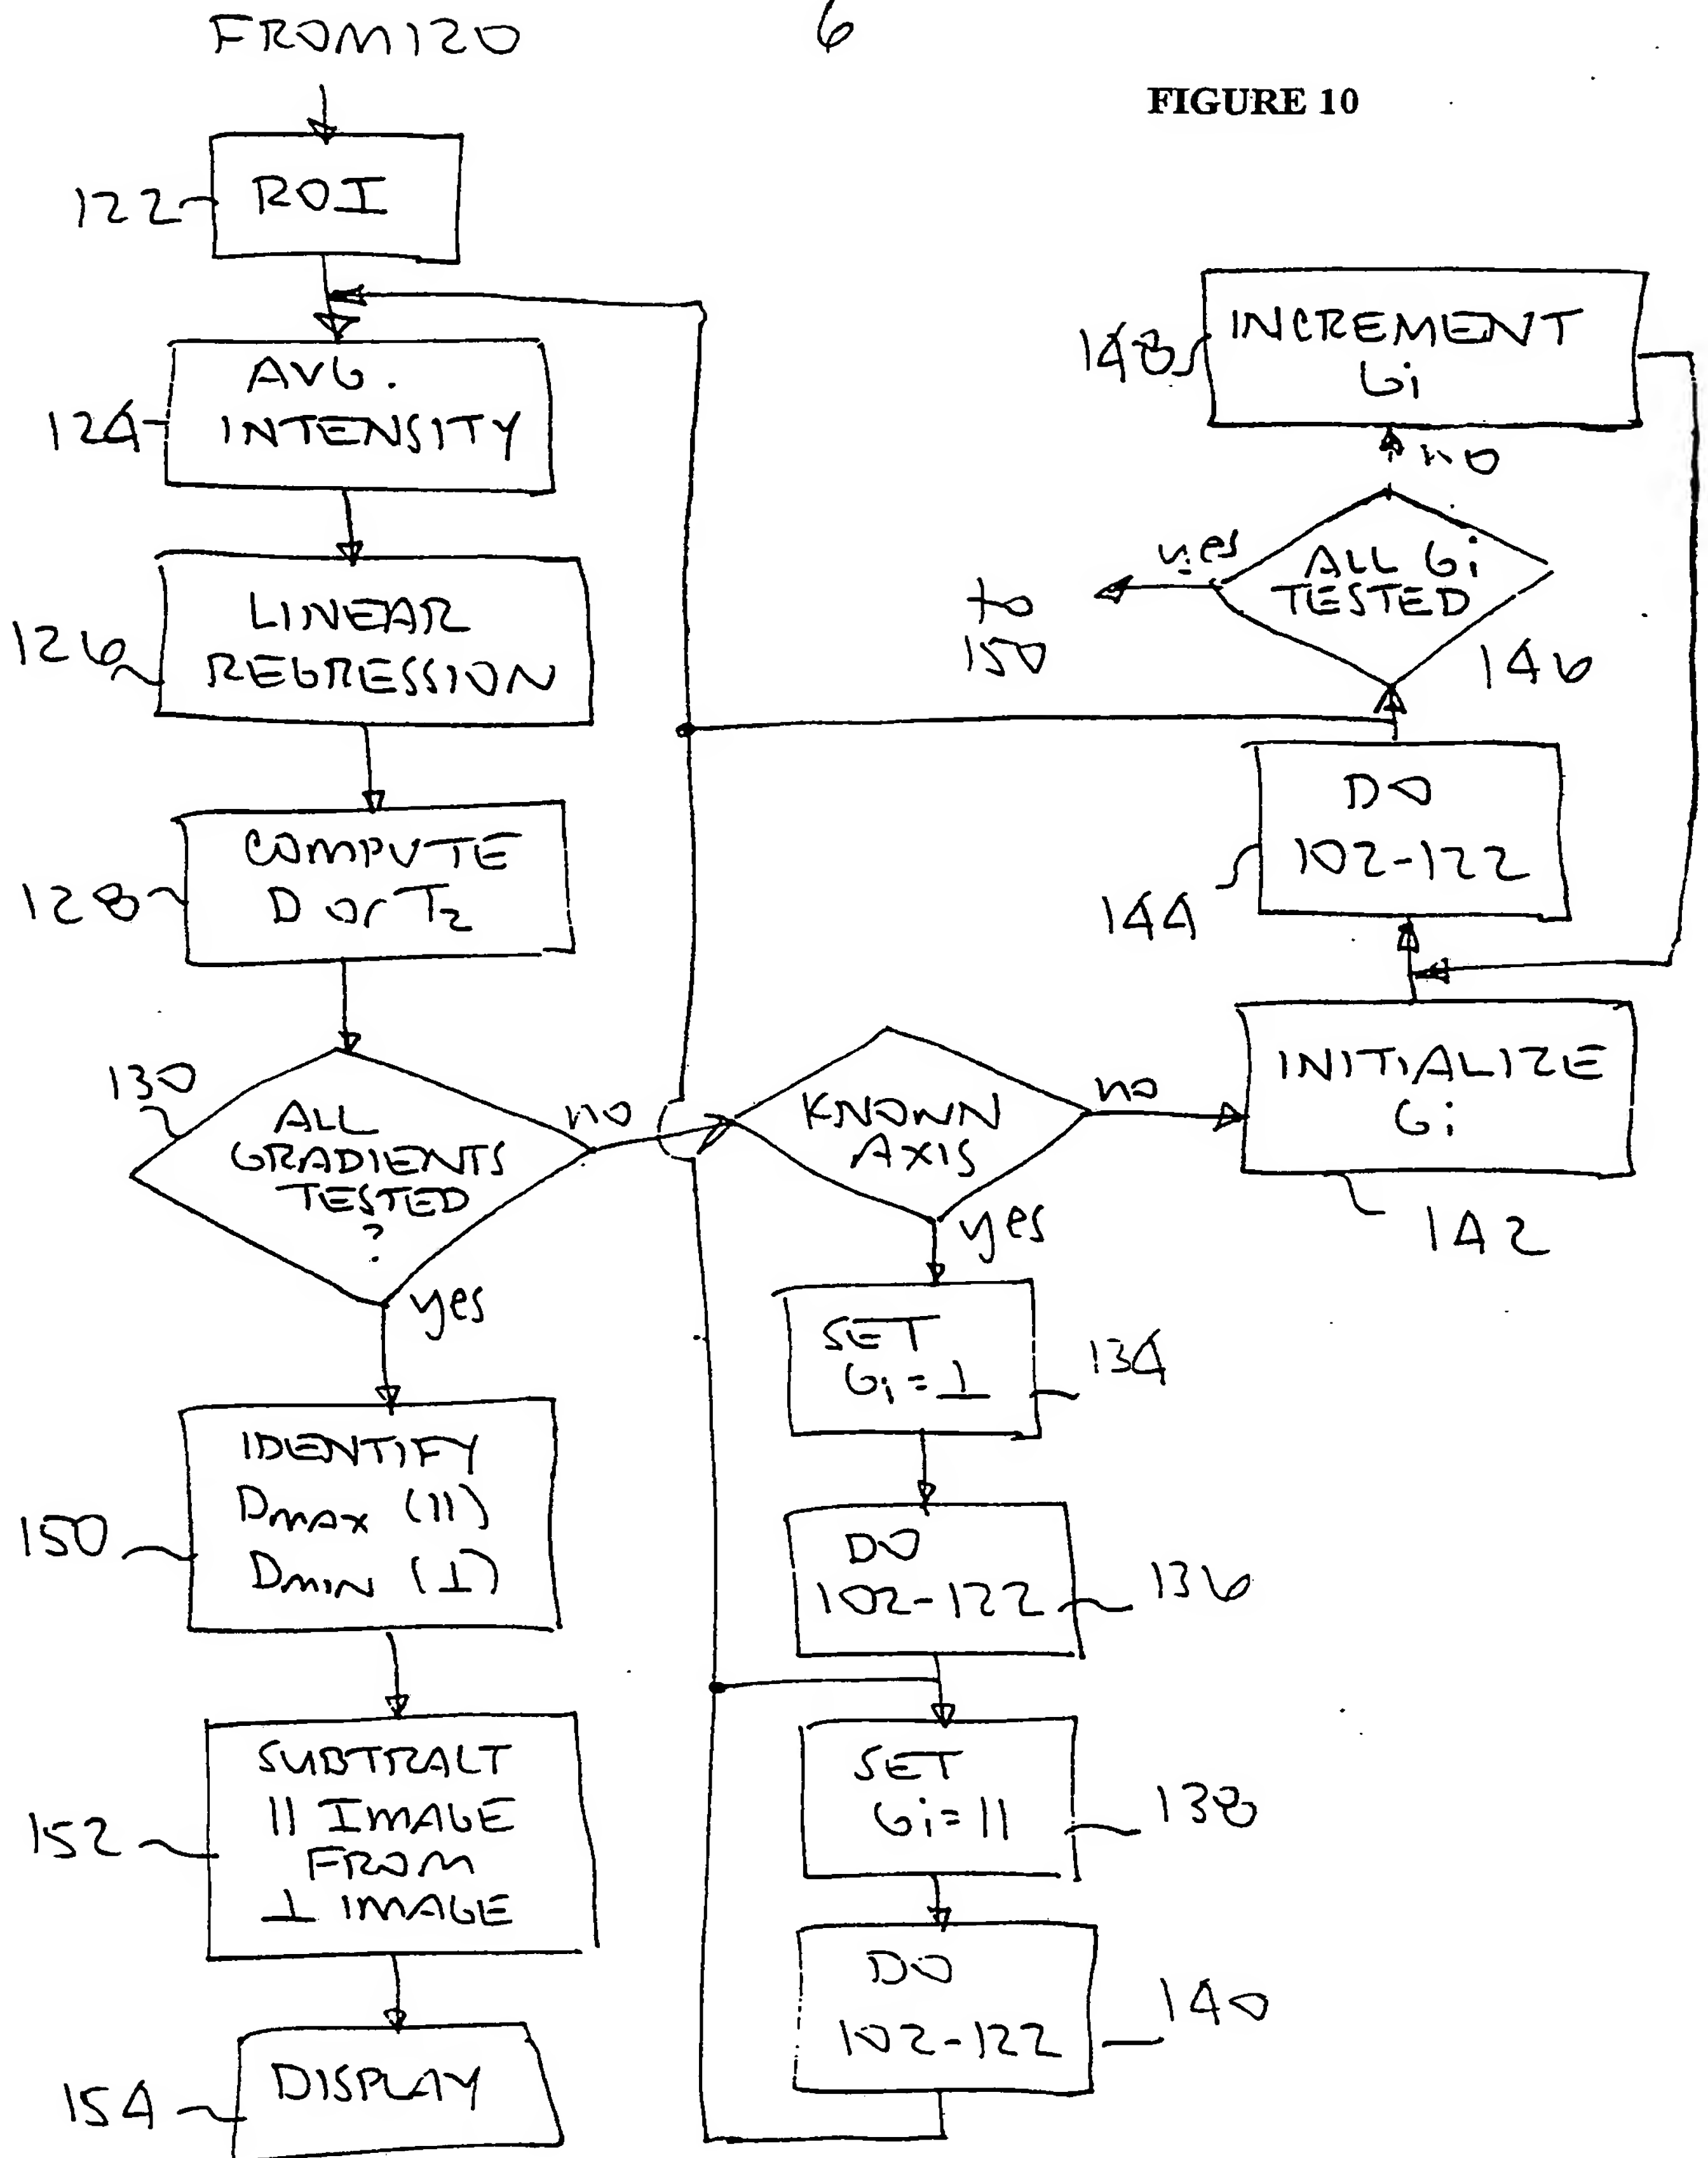 FROM 120
6
FIGURE 10
122
ROI
124
AVG.
INTENSITY
126
LINEAR
REGRESSION
128
COMPUTE
D or T2
130
ALL
GRADIENTS
TESTED
?
no
yes
150
IDENTIFY
DMAX (||)
DMIN (⊥)
152
SUBTRACT
|| IMAGE
FROM
⊥ IMAGE
154
DISPLAY
KNOWN
AXIS
no
yes
SET
Gi = ⊥
134
DO
102-122
136
SET
Gi = ||
138
DO
102-122
140
INITIALIZE
Gi
142
DO
102-122
144
ALL Gi
TESTED
146
yes
to
150
no
INCREMENT
Gi
148